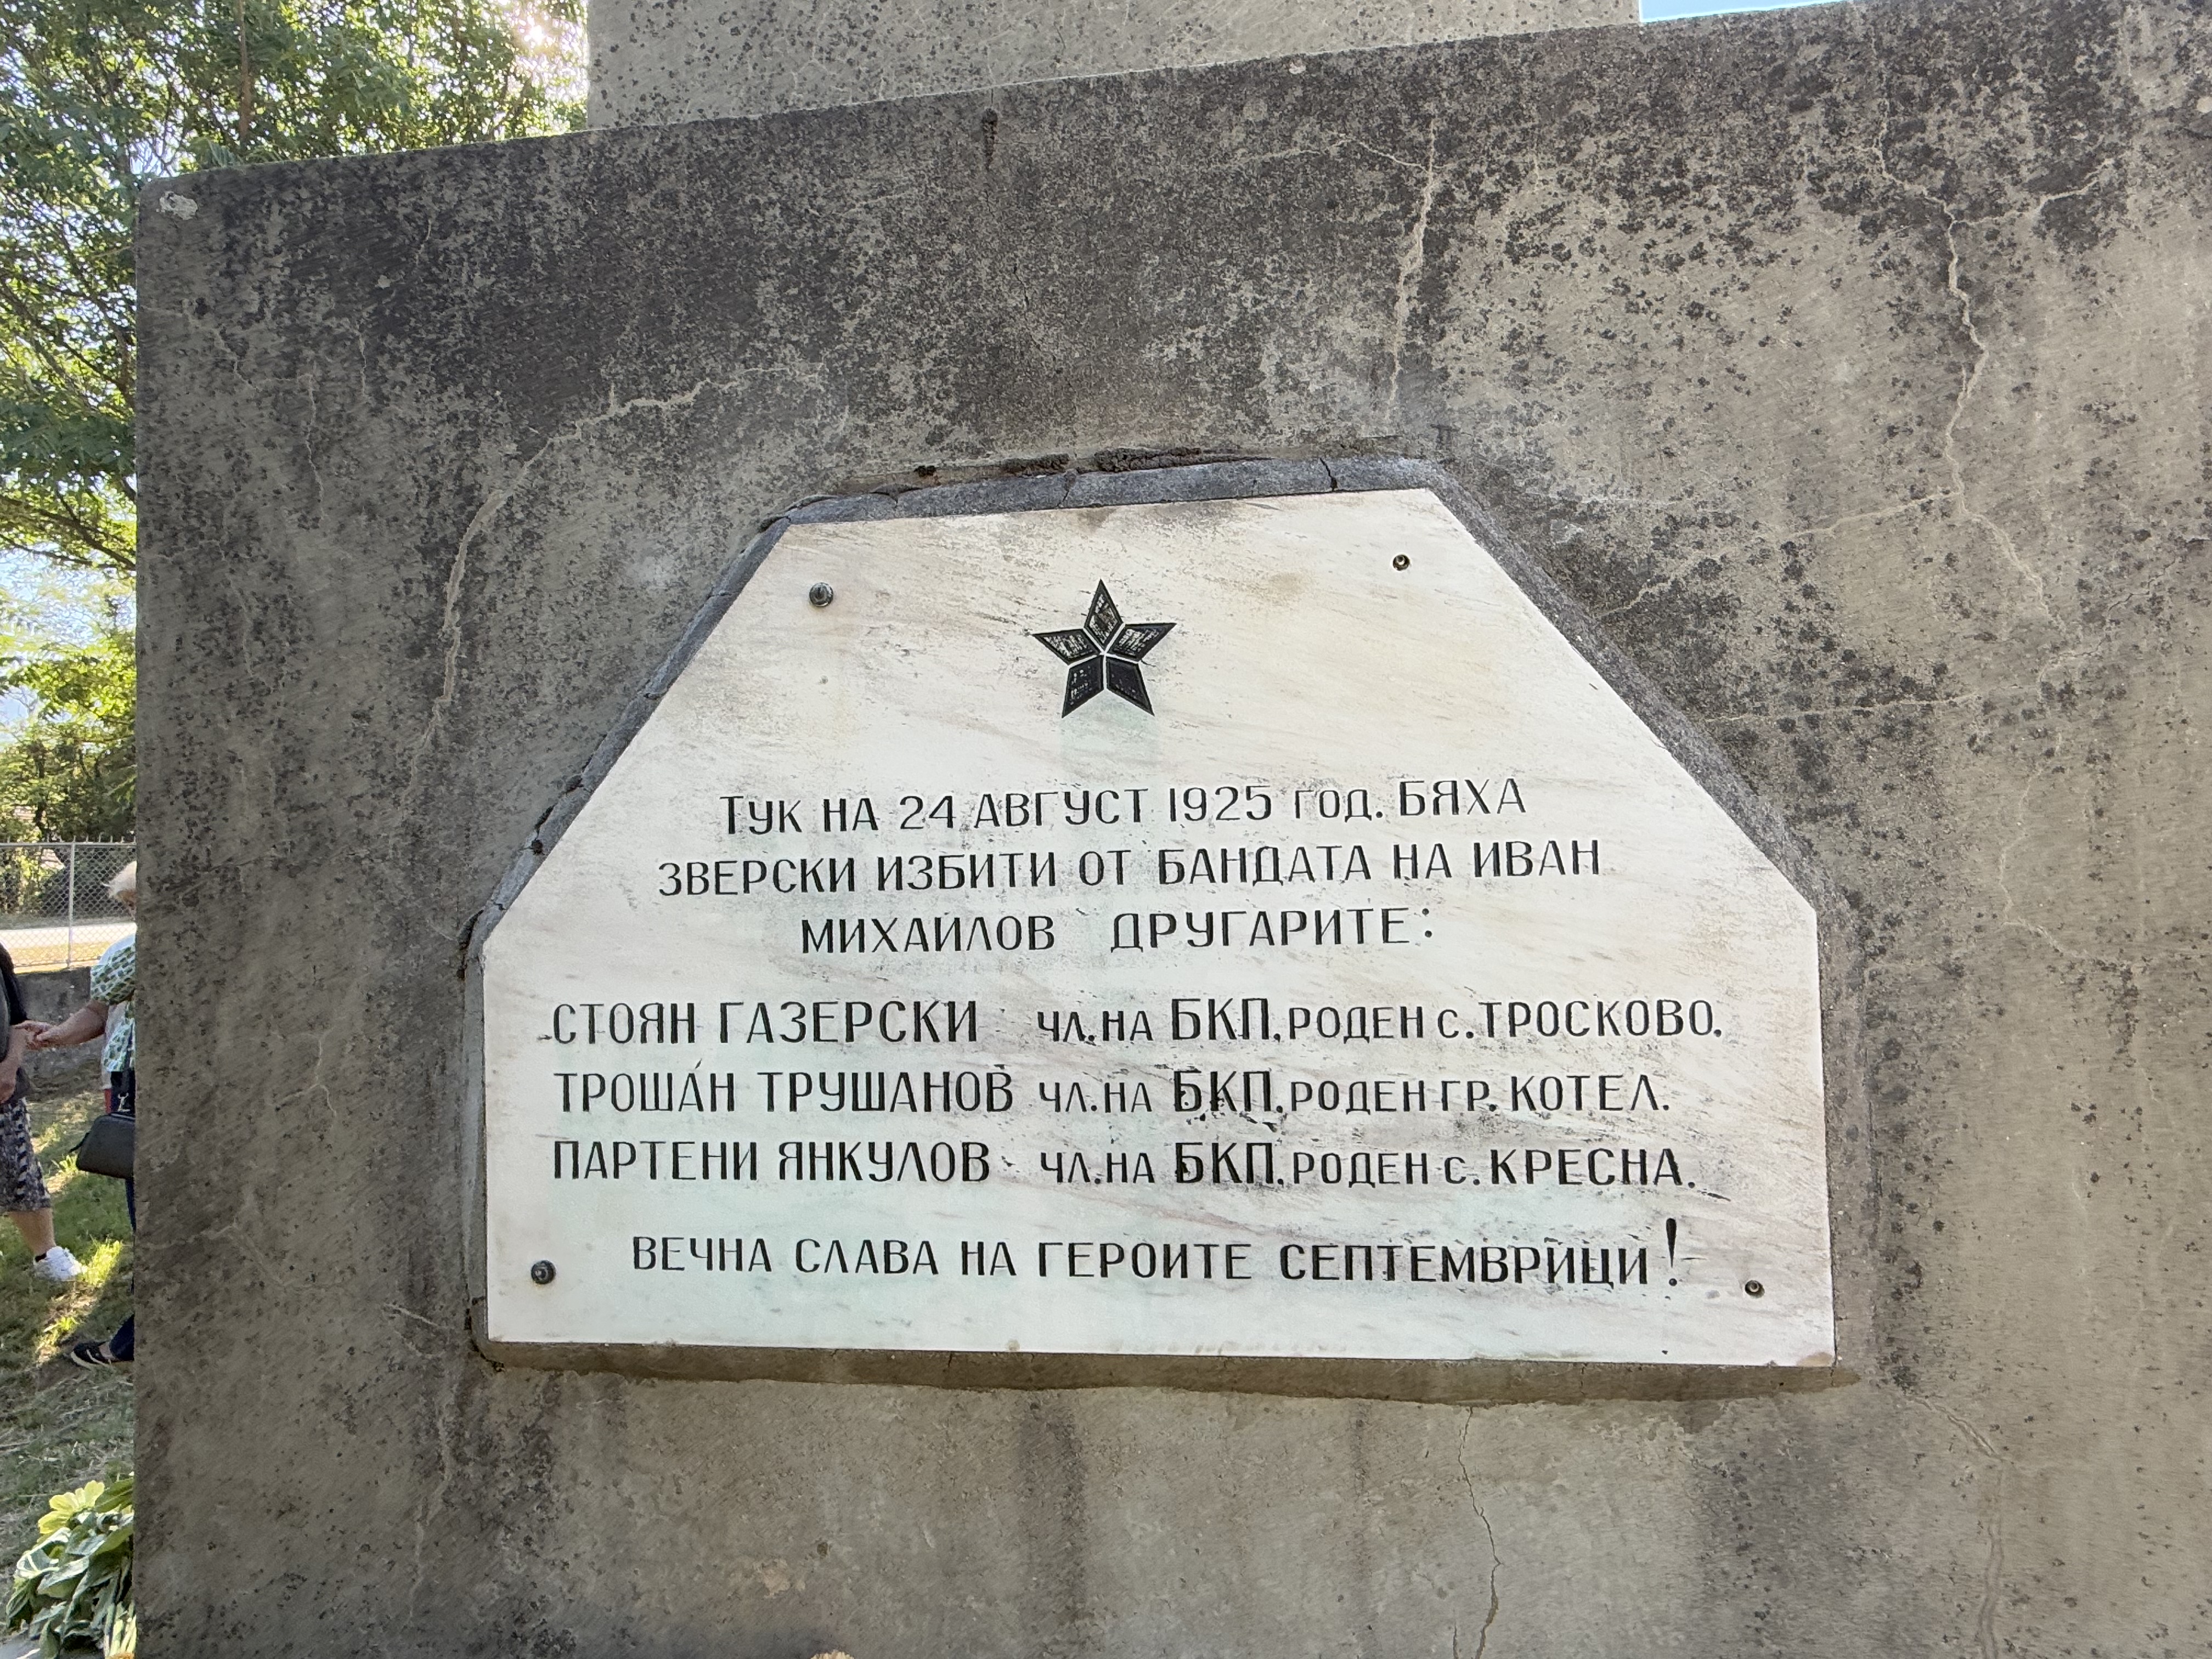 ТУК НА 24 АВГУСТ 1925 ГОД. БЯХА
ЗВЕРСКИ ИЗБИТИ ОТ БАНДАТА НА ИВАН
МИХАЙЛОВ ДРУГАРИТЕ:
СТОЯН ГАЗЕРСКИ ЧЛ. НА БКП, РОДЕН С. ТРОСКОВО.
ТРОШАН ТРУШАНОВ ЧЛ. НА БКП, РОДЕН ГР. КОТЕЛ.
ПАРТЕНИ ЯНКУЛОВ ЧЛ. НА БКП, РОДЕН С. КРЕСНА.
ВЕЧНА СЛАВА НА ГЕРОИТЕ СЕПТЕМВРИЦИ!